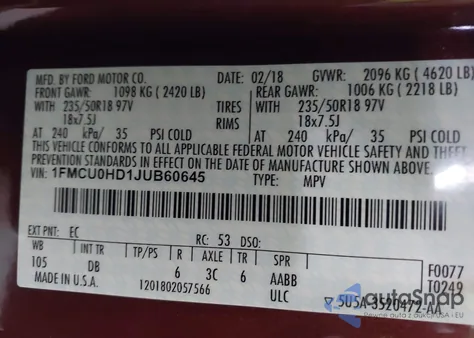 MFD. BY FORD MOTOR CO.
DATE: 02/18 GVWR: 2096 KG (4620 LB)
FRONT GAWR: 1098 KG (2420 LB) REAR GAWR: 1006 KG (2218 LB)
WITH 235/50R18 97V TIRES WITH 235/50R18 97V
18x7.5J RIMS 18x7.5J
AT 240 kPa/ 35 PSI COLD AT 240 kPa/ 35 PSI COLD
THIS VEHICLE CONFORMS TO ALL APPLICABLE FEDERAL MOTOR VEHICLE SAFETY AND THEFT
PREVENTION STANDARDS IN EFFECT ON THE DATE OF MANUFACTURE SHOWN ABOVE.
VIN: 1FMCU0HD1JUB60645 TYPE: MPV
EXT PNT: EC RC: 53 DSO:
WB INT TR TP/PS R AXLE TR SPR
105 DB 6 3C 6 AABB
F0077
T0249
MADE IN U.S.A. 1201802057566 ULC
5U5A-3520472-AA
autoSnap